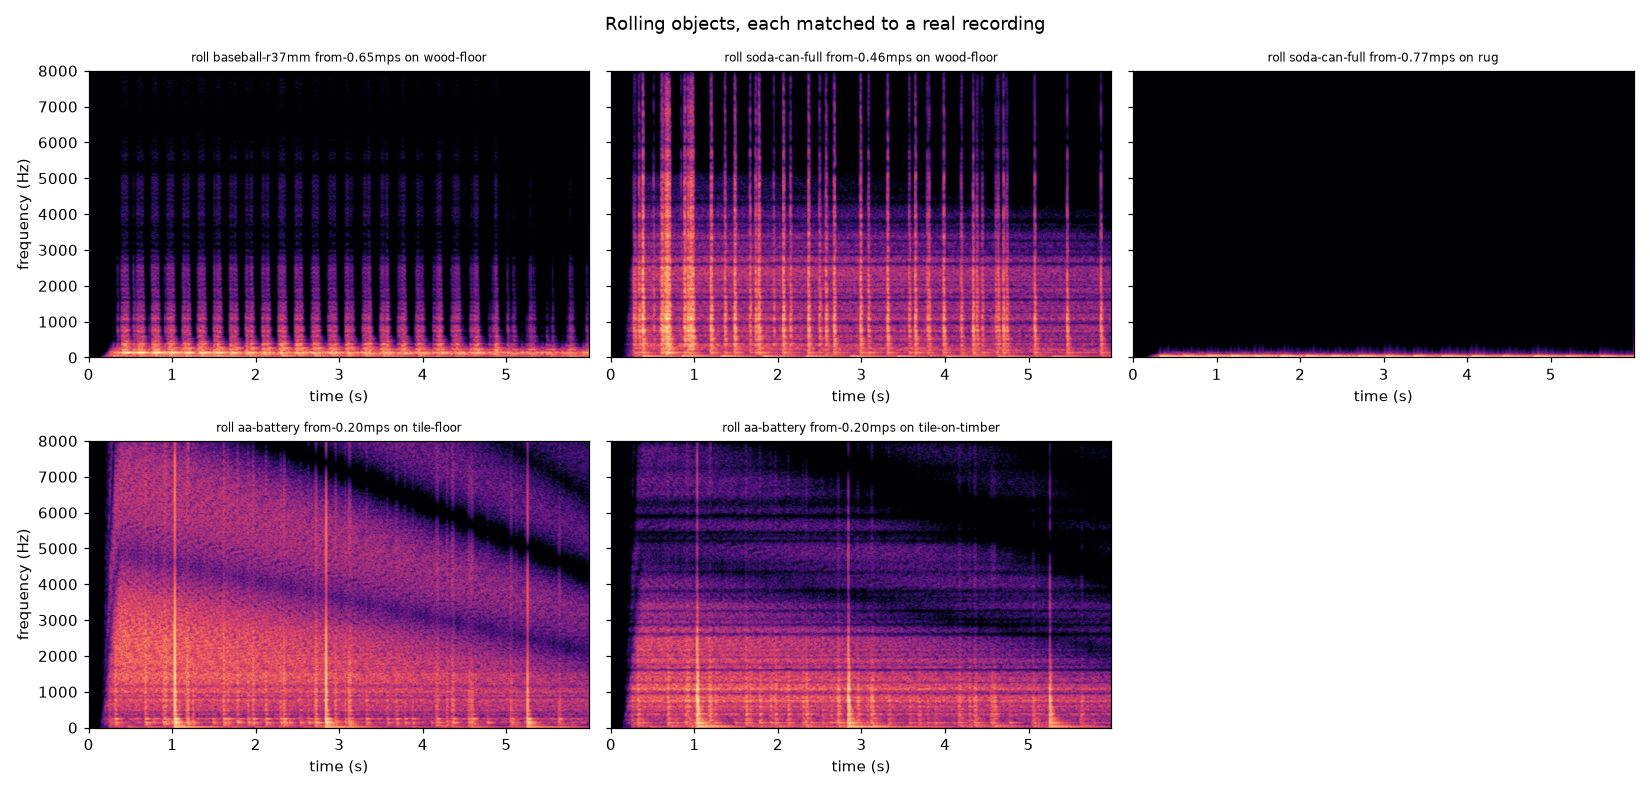 Rolling objects, each matched to a real recording
roll baseball-r37mm from-0.65mps on wood-floor
roll soda-can-full from-0.46mps on wood-floor
roll soda-can-full from-0.77mps on rug
8000
7000
6000
5000
4000
3000
2000
1000
0
frequency (Hz)
0 1 2 3 4 5
0 1 2 3 4 5
0 1 2 3 4 5
time (s)
time (s)
time (s)
roll aa-battery from-0.20mps on tile-floor
roll aa-battery from-0.20mps on tile-on-timber
8000
7000
6000
5000
4000
3000
2000
1000
0
frequency (Hz)
0 1 2 3 4 5
0 1 2 3 4 5
time (s)
time (s)